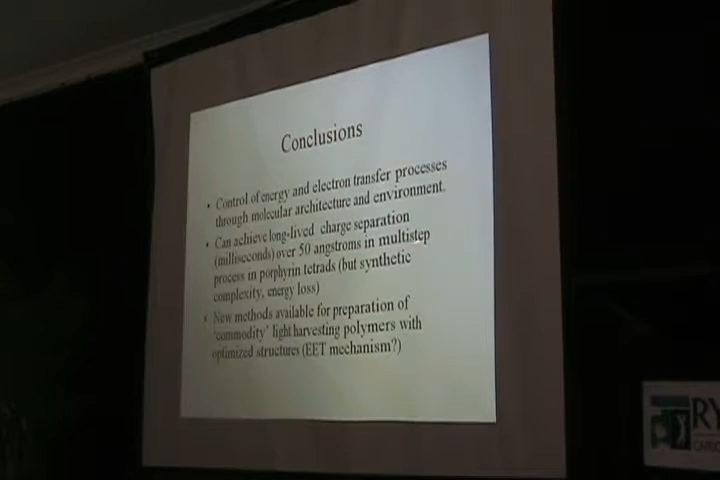 Conclusions
• Control of energy and electron transfer processes
through molecular architecture and environment.
• Can achieve long-lived charge separation
(milliseconds) over 50 angstroms in multistep
process in porphyrin tetrads (but synthetic
complexity, energy loss)
• New methods available for preparation of
‘commodity’ light harvesting polymers with
optimized structures (EET mechanism?)
RY